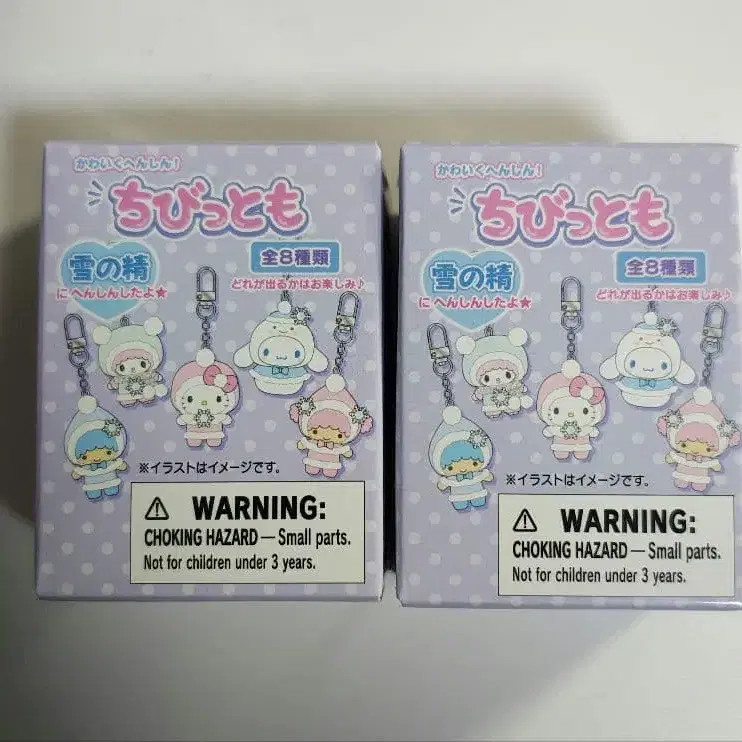 かわいくへんしん!
ちびっとも
雪の精
にへんしんしたよ★
全8種類
どれが出るかはお楽しみ♪
※イラストはイメージです。
⚠ WARNING:
CHOKING HAZARD — Small parts.
Not for children under 3 years.
かわいくへんしん!
ちびっとも
雪の精
にへんしんしたよ★
全8種類
どれが出るかはお楽しみ♪
※イラストはイメージです。
⚠ WARNING:
CHOKING HAZARD — Small parts.
Not for children under 3 years.